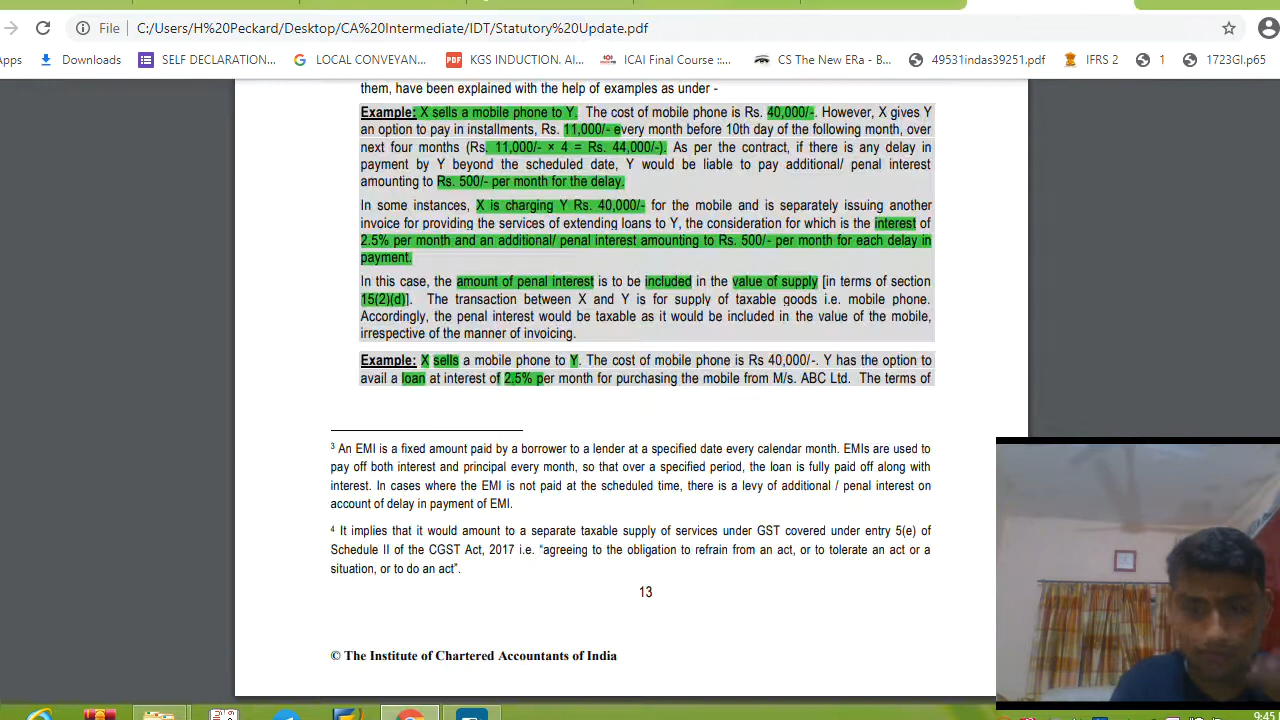 File
C:/Users/H%20Peckard/Desktop/CA%20Intermediate/IDT/Statutory%20Update.pdf
Apps Downloads SELF DECLARATION... LOCAL CONVEYAN... KGS INDUCTION. Al... ICAI Final Course ::... CS The New ERa - B... 49531indas39251.pdf IFRS 2 1 1723GI.p65
them, have been explained with the help of examples as under -
Example: X sells a mobile phone to Y. The cost of mobile phone is Rs. 40,000/-. However, X gives Y
an option to pay in installments, Rs. 11,000/- every month before 10th day of the following month, over
next four months (Rs. 11,000/- × 4 = Rs. 44,000/-). As per the contract, if there is any delay in
payment by Y beyond the scheduled date, Y would be liable to pay additional/ penal interest
amounting to Rs. 500/- per month for the delay.
In some instances, X is charging Y Rs. 40,000/- for the mobile and is separately issuing another
invoice for providing the services of extending loans to Y, the consideration for which is the interest of
2.5% per month and an additional/ penal interest amounting to Rs. 500/- per month for each delay in
payment.
In this case, the amount of penal interest is to be included in the value of supply [in terms of section
15(2)(d)]. The transaction between X and Y is for supply of taxable goods i.e. mobile phone.
Accordingly, the penal interest would be taxable as it would be included in the value of the mobile,
irrespective of the manner of invoicing.
Example: X sells a mobile phone to Y. The cost of mobile phone is Rs 40,000/-. Y has the option to
avail a loan at interest of 2.5% per month for purchasing the mobile from M/s. ABC Ltd. The terms of
3 An EMI is a fixed amount paid by a borrower to a lender at a specified date every calendar month. EMIs are used to
pay off both interest and principal every month, so that over a specified period, the loan is fully paid off along with
interest. In cases where the EMI is not paid at the scheduled time, there is a levy of additional / penal interest on
account of delay in payment of EMI.
4 It implies that it would amount to a separate taxable supply of services under GST covered under entry 5(e) of
Schedule II of the CGST Act, 2017 i.e. “agreeing to the obligation to refrain from an act, or to tolerate an act or a
situation, or to do an act”.
13
© The Institute of Chartered Accountants of India
9:45